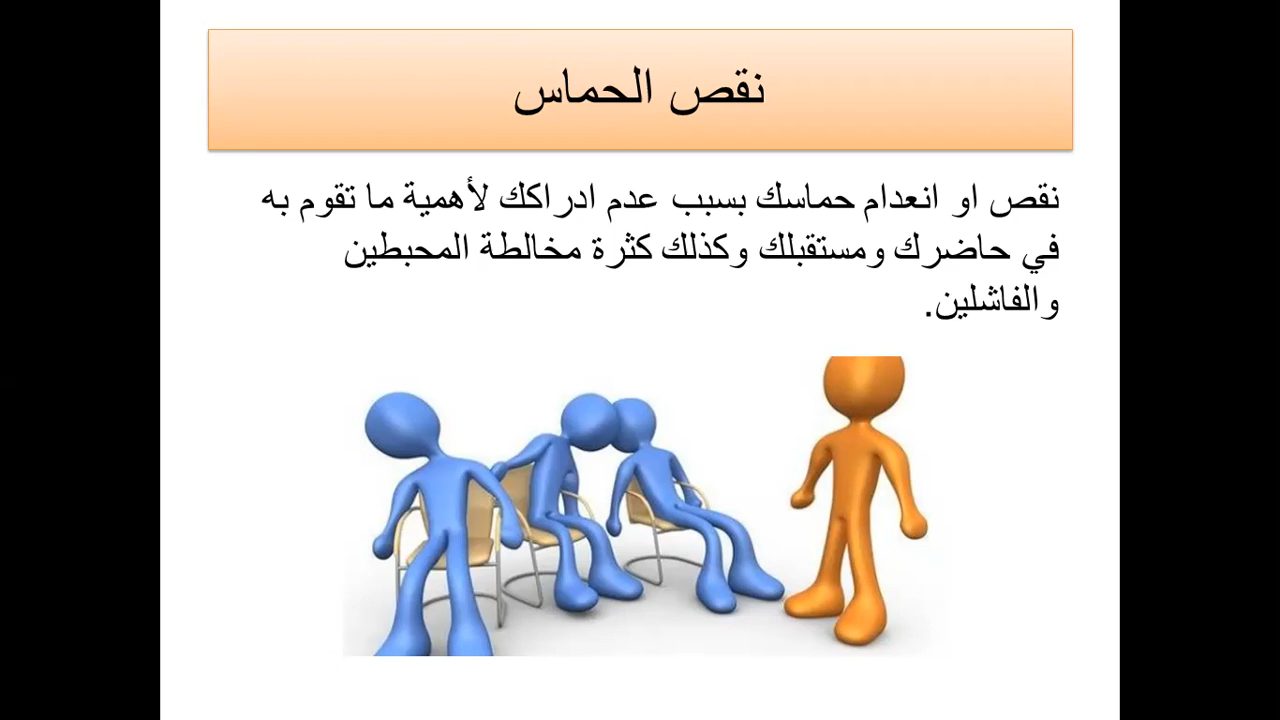 نقص الحماس
نقص او انعدام حماسك بسبب عدم ادراكك لأهمية ما تقوم به
في حاضرك ومستقبلك وكذلك كثرة مخالطة المحبطين
والفاشلين.